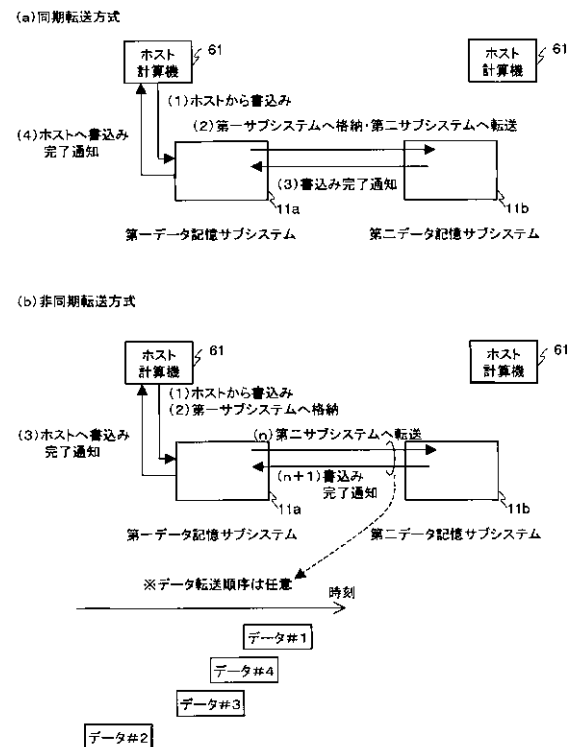 (a)同期転送方式
ホスト
計算機
61
ホスト
計算機
61
(1)ホストから書込み
(4)ホストへ書込み
完了通知
(2)第一サブシステムへ格納・第二サブシステムへ転送
(3)書込み完了通知
11a
11b
第一データ記憶サブシステム
第二データ記憶サブシステム
(b)非同期転送方式
ホスト
計算機
61
ホスト
計算機
61
(1)ホストから書込み
(2)第一サブシステムへ格納
(3)ホストへ書込み
完了通知
(n)第二サブシステムへ転送
(n+1)書込み
完了通知
11a
11b
第一データ記憶サブシステム
第二データ記憶サブシステム
※データ転送順序は任意
時刻
データ#1
データ#4
データ#3
データ#2